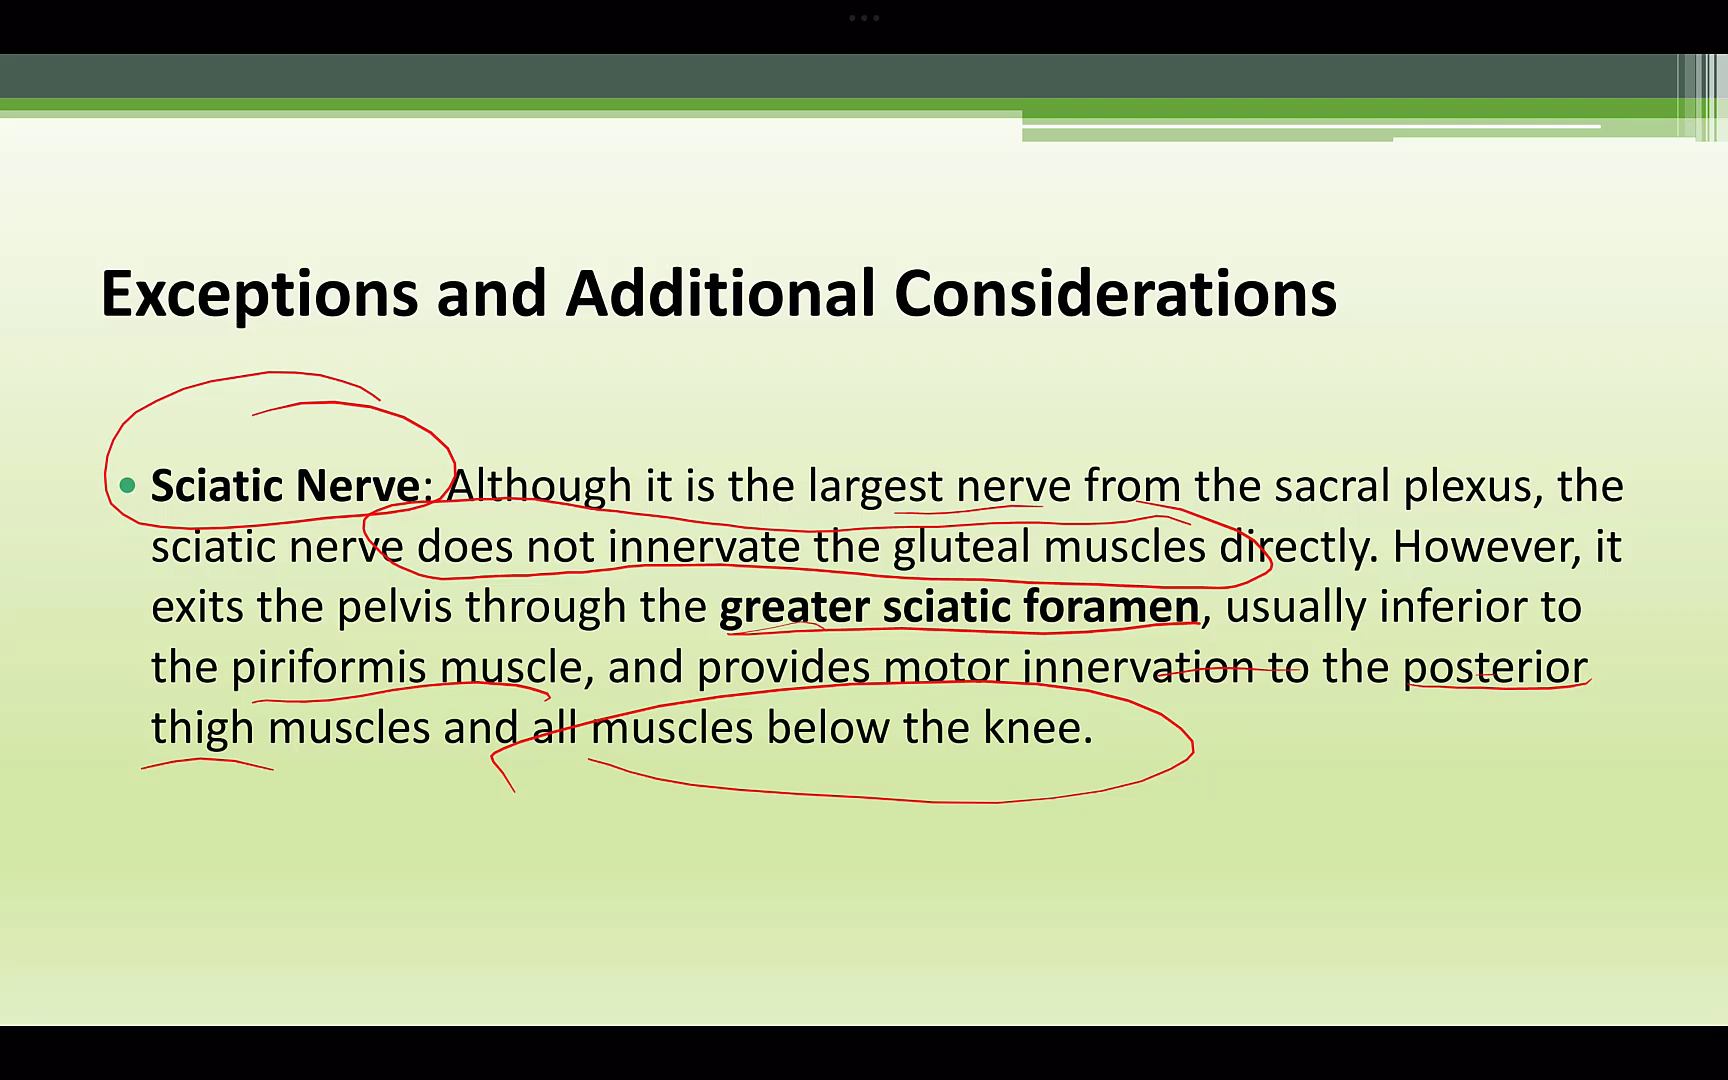 Exceptions and Additional Considerations
• Sciatic Nerve: Although it is the largest nerve from the sacral plexus, the
sciatic nerve does not innervate the gluteal muscles directly. However, it
exits the pelvis through the greater sciatic foramen, usually inferior to
the piriformis muscle, and provides motor innervation to the posterior
thigh muscles and all muscles below the knee.